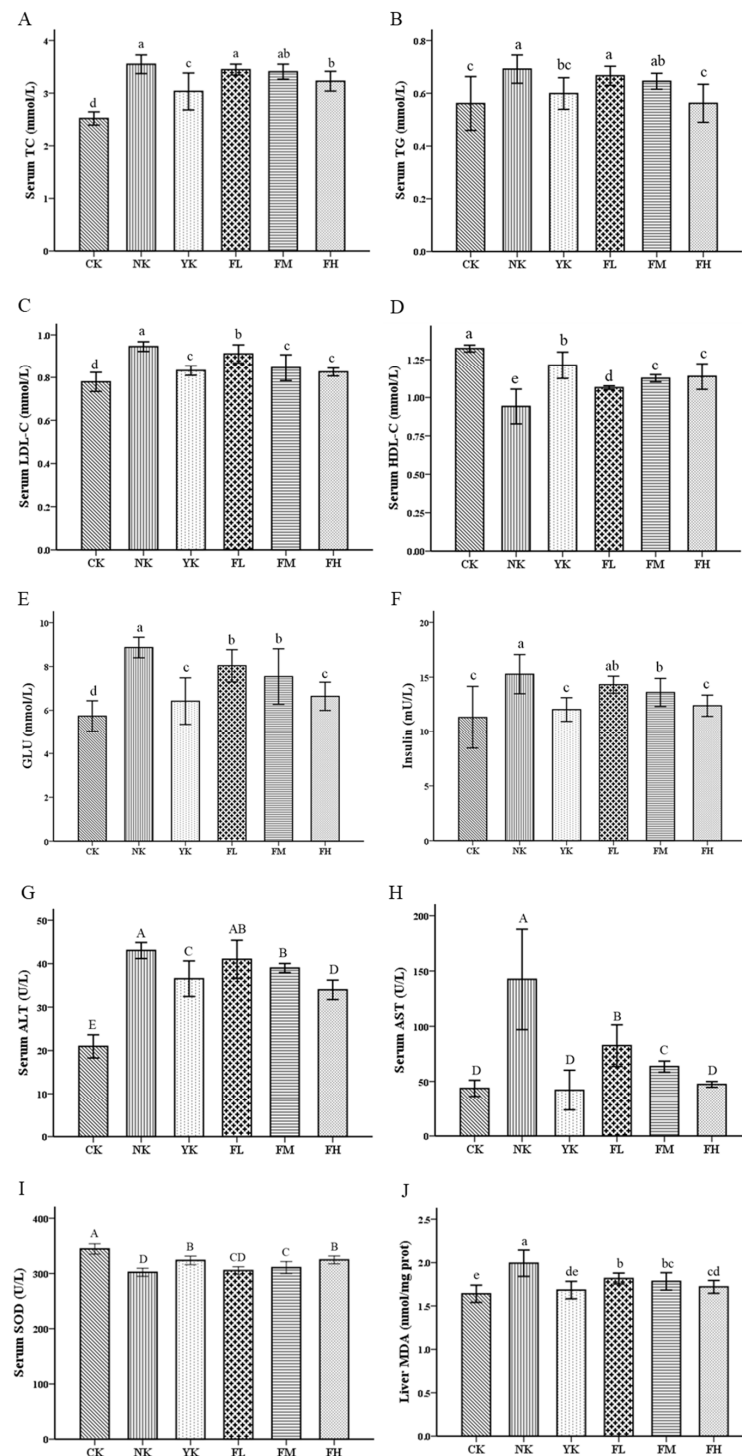 A
Serum TC (mmol/L)
4
3
2
1
0
d
a
c
a
ab
b
CK NK YK FL FM FH
B
Serum TG (mmol/L)
0.8
0.6
0.4
0.2
0.0
c
a
bc
a
ab
c
CK NK YK FL FM FH
C
Serum LDL-C (mmol/L)
1.0
0.8
0.6
0.4
0.2
0.0
d
a
c
b
c
c
CK NK YK FL FM FH
D
Serum HDL-C (mmol/L)
1.25
1.00
0.75
0.50
0.25
0.00
a
e
b
d
c
c
CK NK YK FL FM FH
E
GLU (mmol/L)
10
8
6
4
2
0
d
a
c
b
b
c
CK NK YK FL FM FH
F
Insulin (mU/L)
20
15
10
5
0
c
a
c
ab
b
c
CK NK YK FL FM FH
G
Serum ALT (U/L)
50
40
30
20
10
0
E
A
C
AB
B
D
CK NK YK FL FM FH
H
Serum AST (U/L)
200
150
100
50
0
D
A
D
B
C
D
CK NK YK FL FM FH
I
Serum SOD (U/L)
400
300
200
100
0
A
D
B
CD
C
B
CK NK YK FL FM FH
J
Liver MDA (nmol/mg prot)
2.5
2.0
1.5
1.0
0.5
0.0
e
a
de
b
bc
cd
CK NK YK FL FM FH